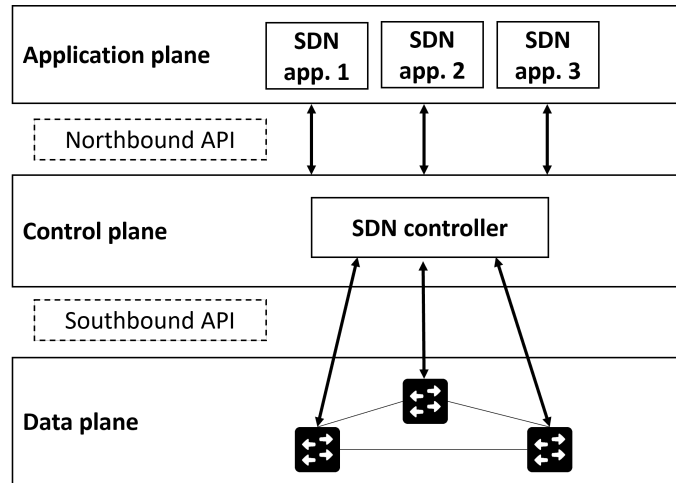 Application plane
SDN
app. 1
SDN
app. 2
SDN
app. 3
Northbound API
Control plane
SDN controller
Southbound API
Data plane